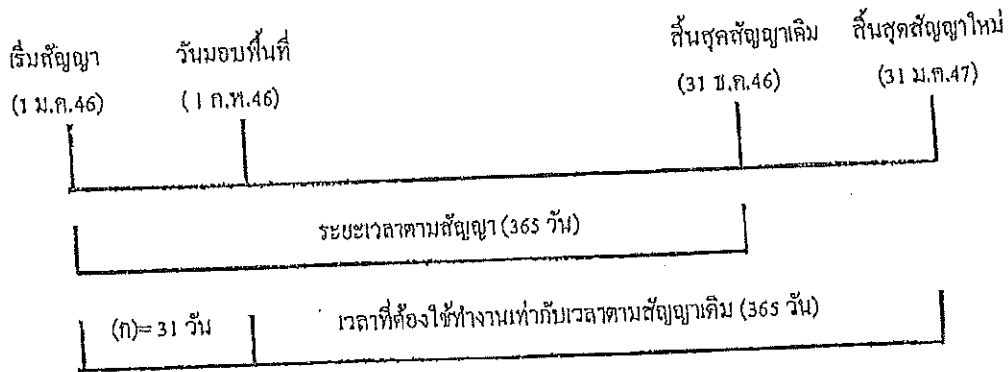 เริ่มสัญญา
(1 ม.ค.46)
วันมอบพื้นที่
(1 ก.พ.46)
สิ้นสุดสัญญาเดิม
(31 ธ.ค.46)
สิ้นสุดสัญญาใหม่
(31 ม.ค.47)
ระยะเวลาตามสัญญา (365 วัน)
(ก)= 31 วัน
เวลาที่ต้องใช้ทำงานเท่ากับเวลาตามสัญญาเดิม (365 วัน)